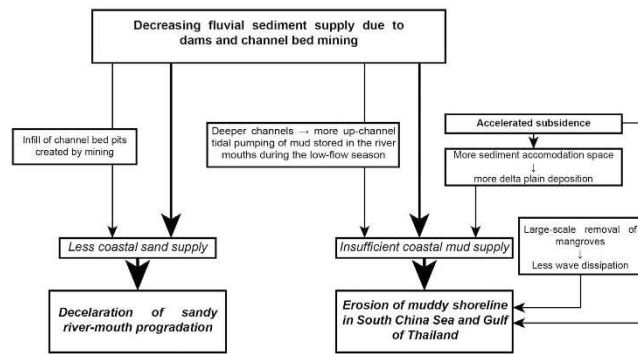 Decreasing fluvial sediment supply due to
dams and channel bed mining
Infill of channel bed pits
created by mining
Deeper channels → more up-channel
tidal pumping of mud stored in the river
mouths during the low-flow season
Accelerated subsidence
More sediment accomodation space
↓
more delta plain deposition
Less coastal sand supply
Insufficient coastal mud supply
Large-scale removal of
mangroves
↓
Less wave dissipation
Decelaration of sandy
river-mouth progradation
Erosion of muddy shoreline
in South China Sea and Gulf
of Thailand